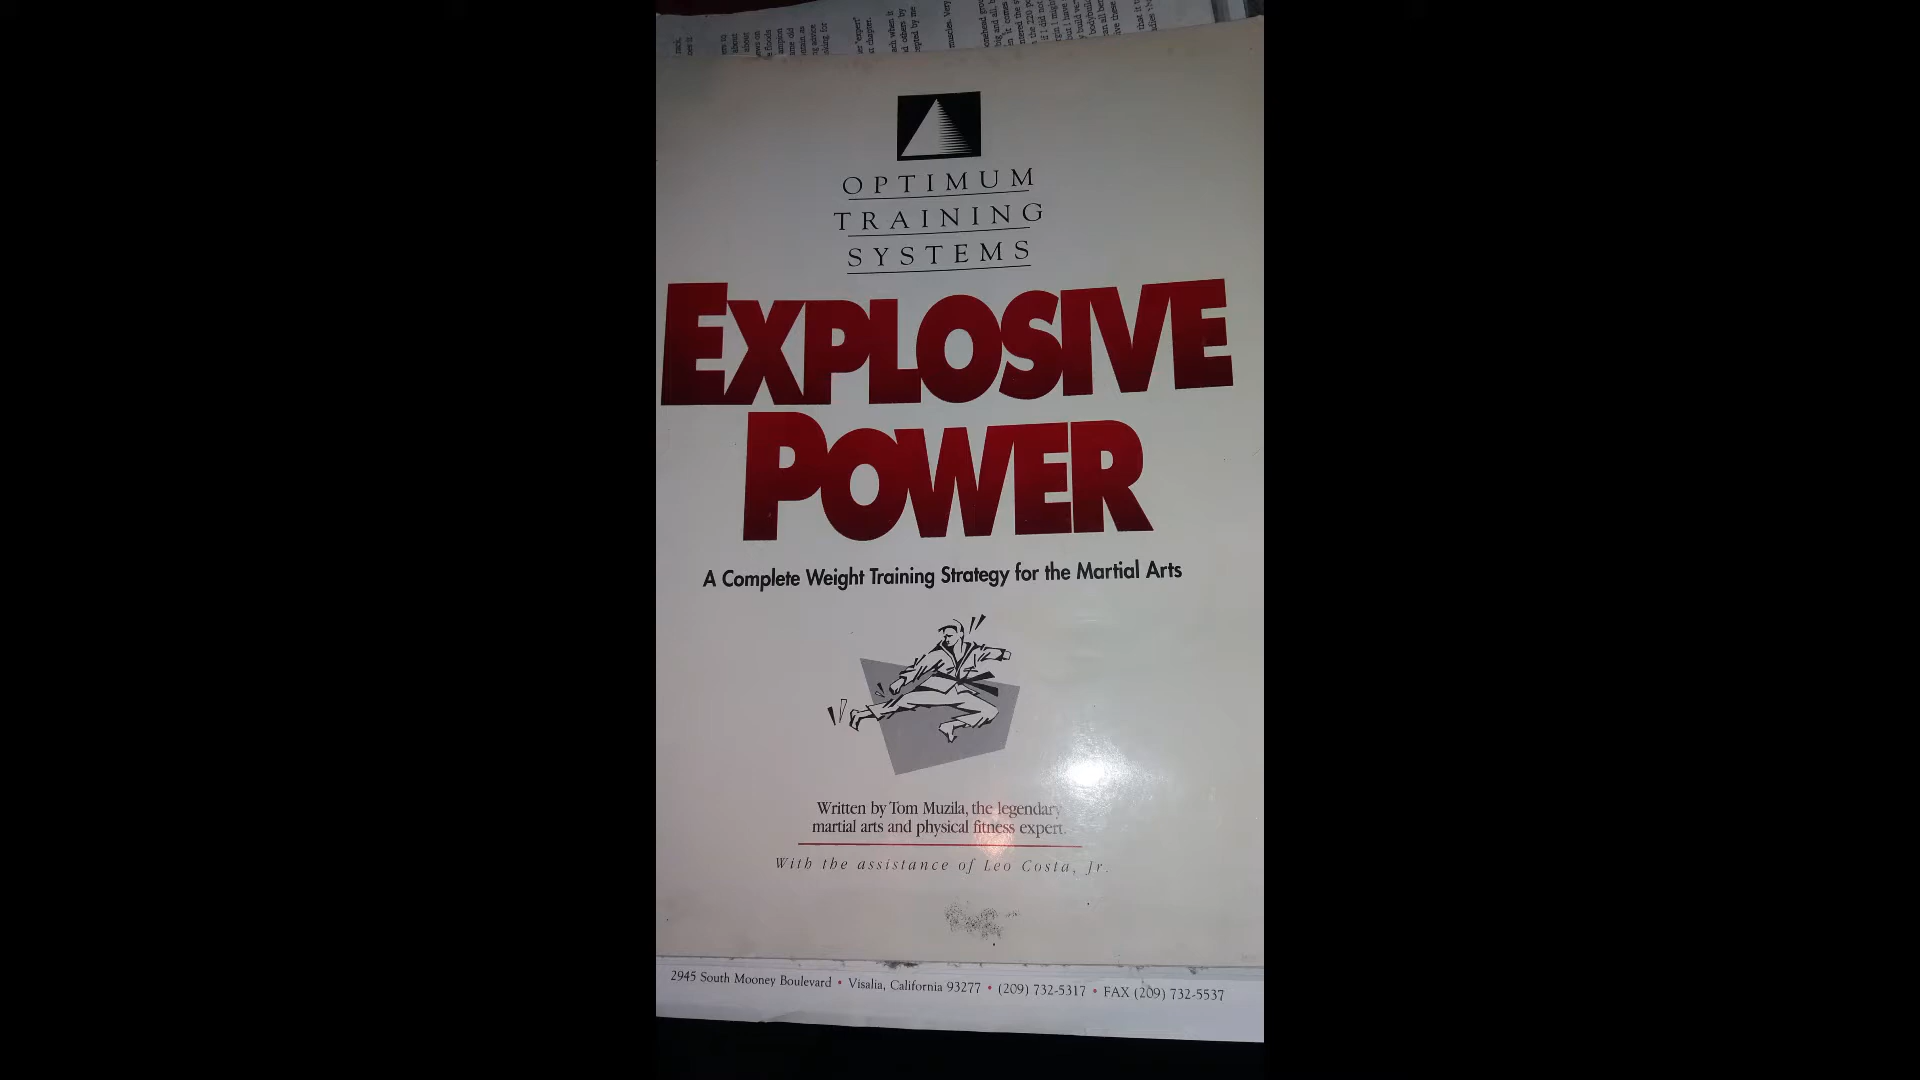 OPTIMUM
TRAINING
SYSTEMS
EXPLOSIVE
POWER
A Complete Weight Training Strategy for the Martial Arts
Written by Tom Muzila, the legendary
martial arts and physical fitness expert.
With the assistance of Leo Costa, Jr.
2945 South Mooney Boulevard • Visalia, California 93277 • (209) 732-5317 • FAX (209) 732-5537